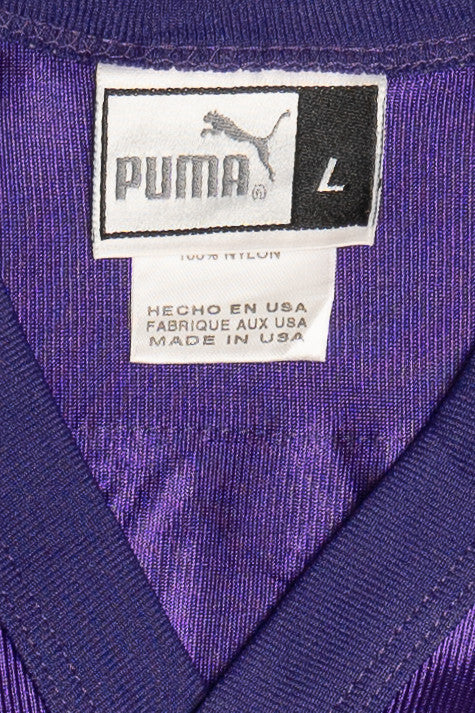 PUMA®
L
100% NYLON
HECHO EN USA
FABRIQUE AUX USA
MADE IN USA